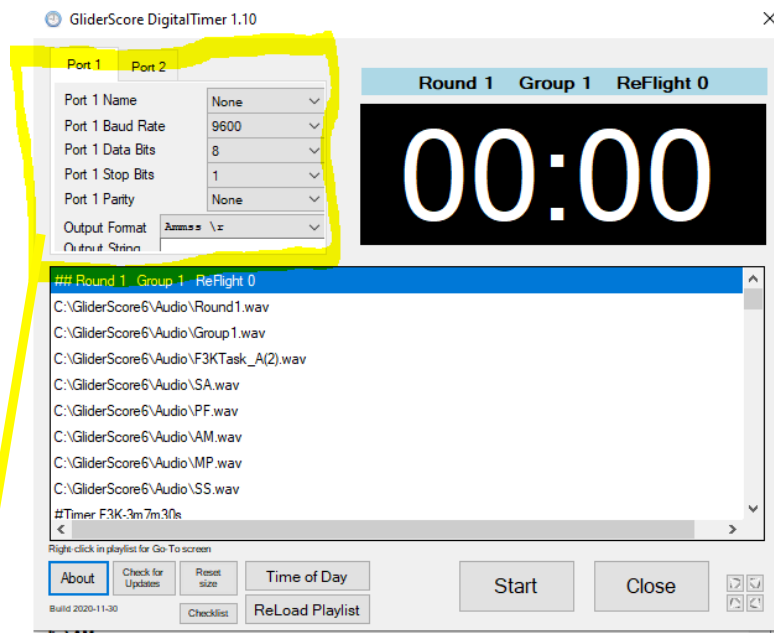 GliderScore DigitalTimer 1.10
Port 1 Port 2
Port 1 Name None
Port 1 Baud Rate 9600
Port 1 Data Bits 8
Port 1 Stop Bits 1
Port 1 Parity None
Output Format Ammss \r
Output String
Round 1 Group 1 ReFlight 0
00:00
## Round 1 Group 1 ReFlight 0
C:\GliderScore6\Audio\Round1.wav
C:\GliderScore6\Audio\Group1.wav
C:\GliderScore6\Audio\F3KTask_A(2).wav
C:\GliderScore6\Audio\SA.wav
C:\GliderScore6\Audio\PF.wav
C:\GliderScore6\Audio\AM.wav
C:\GliderScore6\Audio\MP.wav
C:\GliderScore6\Audio\SS.wav
#Timer F3K-3m7m30s
Right-click in playlist for Go-To screen
About Check for Updates Reset size Time of Day Start Close
Build 2020-11-30 Checklist ReLoad Playlist